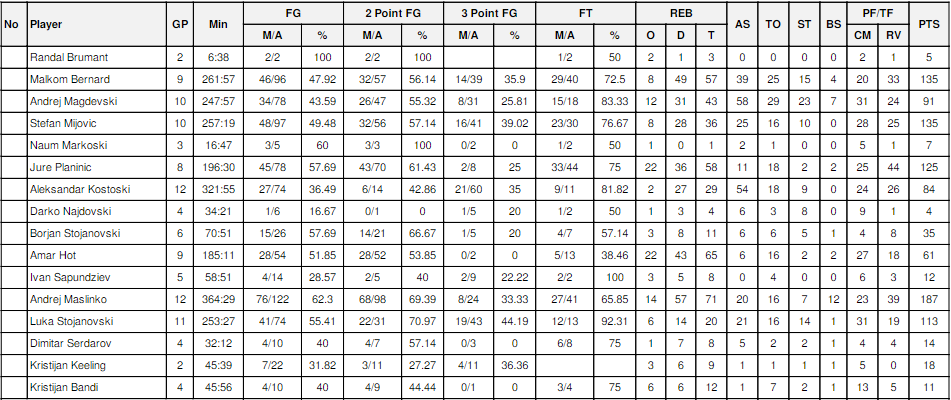 No Player GP Min FG 2 Point FG 3 Point FG FT REB AS TO ST BS PF/TF PTS
M/A % M/A % M/A % M/A % O D T CM RV
Randal Brumant 2 6:38 2/2 100 2/2 100 1/2 50 2 1 3 0 0 0 0 2 1 5
Malkom Bernard 9 261:57 46/96 47.92 32/57 56.14 14/39 35.9 29/40 72.5 8 49 57 39 25 15 4 20 33 135
Andrej Magdevski 10 247:57 34/78 43.59 26/47 55.32 8/31 25.81 15/18 83.33 12 31 43 58 29 23 7 31 24 91
Stefan Mijovic 10 257:19 48/97 49.48 32/56 57.14 16/41 39.02 23/30 76.67 8 28 36 25 16 10 0 28 25 135
Naum Markoski 3 16:47 3/5 60 3/3 100 0/2 0 1/2 50 1 0 1 2 1 0 0 5 1 7
Jure Planinic 8 196:30 45/78 57.69 43/70 61.43 2/8 25 33/44 75 22 36 58 11 18 2 2 25 44 125
Aleksandar Kostoski 12 321:55 27/74 36.49 6/14 42.86 21/60 35 9/11 81.82 2 27 29 54 18 9 0 24 26 84
Darko Najdovski 4 34:21 1/6 16.67 0/1 0 1/5 20 1/2 50 1 3 4 6 3 8 0 9 1 4
Borjan Stojanovski 6 70:51 15/26 57.69 14/21 66.67 1/5 20 4/7 57.14 3 8 11 6 6 5 1 4 8 35
Amar Hot 9 185:11 28/54 51.85 28/52 53.85 0/2 0 5/13 38.46 22 43 65 6 16 2 2 27 18 61
Ivan Sapundziev 5 58:51 4/14 28.57 2/5 40 2/9 22.22 2/2 100 3 5 8 0 4 0 0 6 3 12
Andrej Maslinko 12 364:29 76/122 62.3 68/98 69.39 8/24 33.33 27/41 65.85 14 57 71 20 16 7 12 23 39 187
Luka Stojanovski 11 253:27 41/74 55.41 22/31 70.97 19/43 44.19 12/13 92.31 6 14 20 21 16 14 1 31 19 113
Dimitar Serdarov 4 32:12 4/10 40 4/7 57.14 0/3 0 6/8 75 1 7 8 5 2 2 1 4 4 14
Kristijan Keeling 2 45:39 7/22 31.82 3/11 27.27 4/11 36.36 3 6 9 1 1 1 1 5 0 18
Kristijan Bandi 4 45:56 4/10 40 4/9 44.44 0/1 0 3/4 75 6 6 12 1 7 2 1 13 5 11